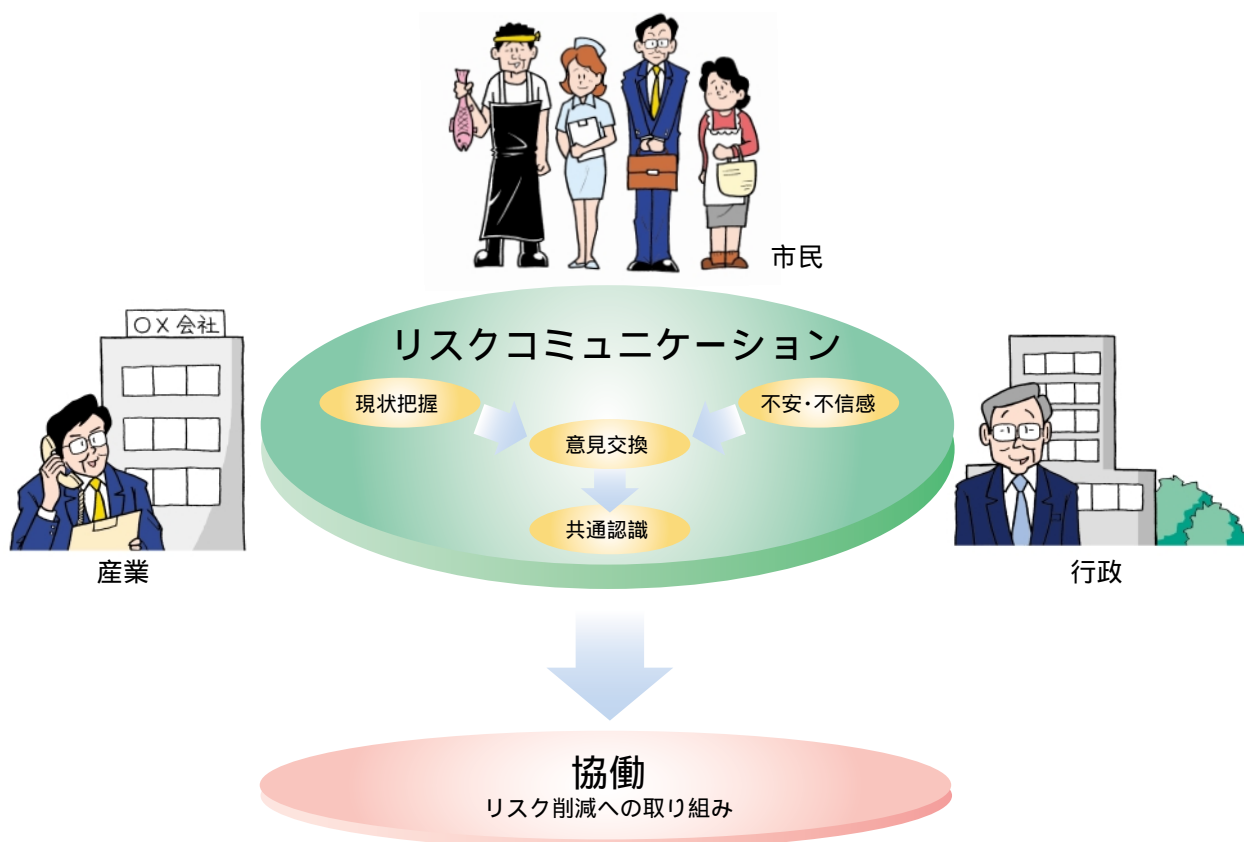 市民
○×会社
リスクコミュニケーション
現状把握
不安・不信感
意見交換
共通認識
産業
行政
協働
リスク削減への取り組み